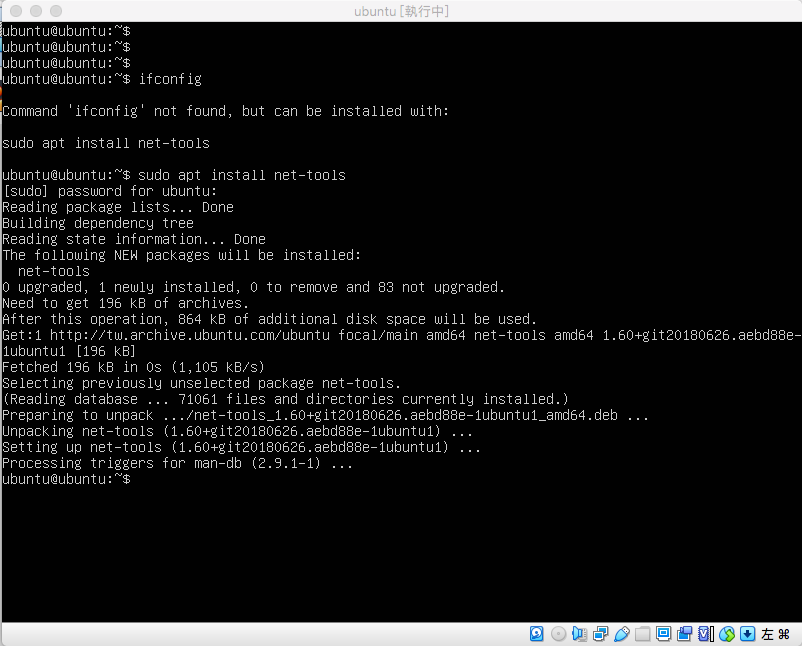 ubuntu [執行中]
ubuntu@ubuntu:~$
ubuntu@ubuntu:~$
ubuntu@ubuntu:~$
ubuntu@ubuntu:~$ ifconfig
Command 'ifconfig' not found, but can be installed with:
sudo apt install net-tools
ubuntu@ubuntu:~$ sudo apt install net-tools
[sudo] password for ubuntu:
Reading package lists... Done
Building dependency tree
Reading state information... Done
The following NEW packages will be installed:
  net-tools
0 upgraded, 1 newly installed, 0 to remove and 83 not upgraded.
Need to get 196 kB of archives.
After this operation, 864 kB of additional disk space will be used.
Get:1 http://tw.archive.ubuntu.com/ubuntu focal/main amd64 net-tools amd64 1.60+git20180626.aebd88e-
1ubuntu1 [196 kB]
Fetched 196 kB in 0s (1,105 kB/s)
Selecting previously unselected package net-tools.
(Reading database ... 71061 files and directories currently installed.)
Preparing to unpack .../net-tools_1.60+git20180626.aebd88e-1ubuntu1_amd64.deb ...
Unpacking net-tools (1.60+git20180626.aebd88e-1ubuntu1) ...
Setting up net-tools (1.60+git20180626.aebd88e-1ubuntu1) ...
Processing triggers for man-db (2.9.1-1) ...
ubuntu@ubuntu:~$
左 ⌘